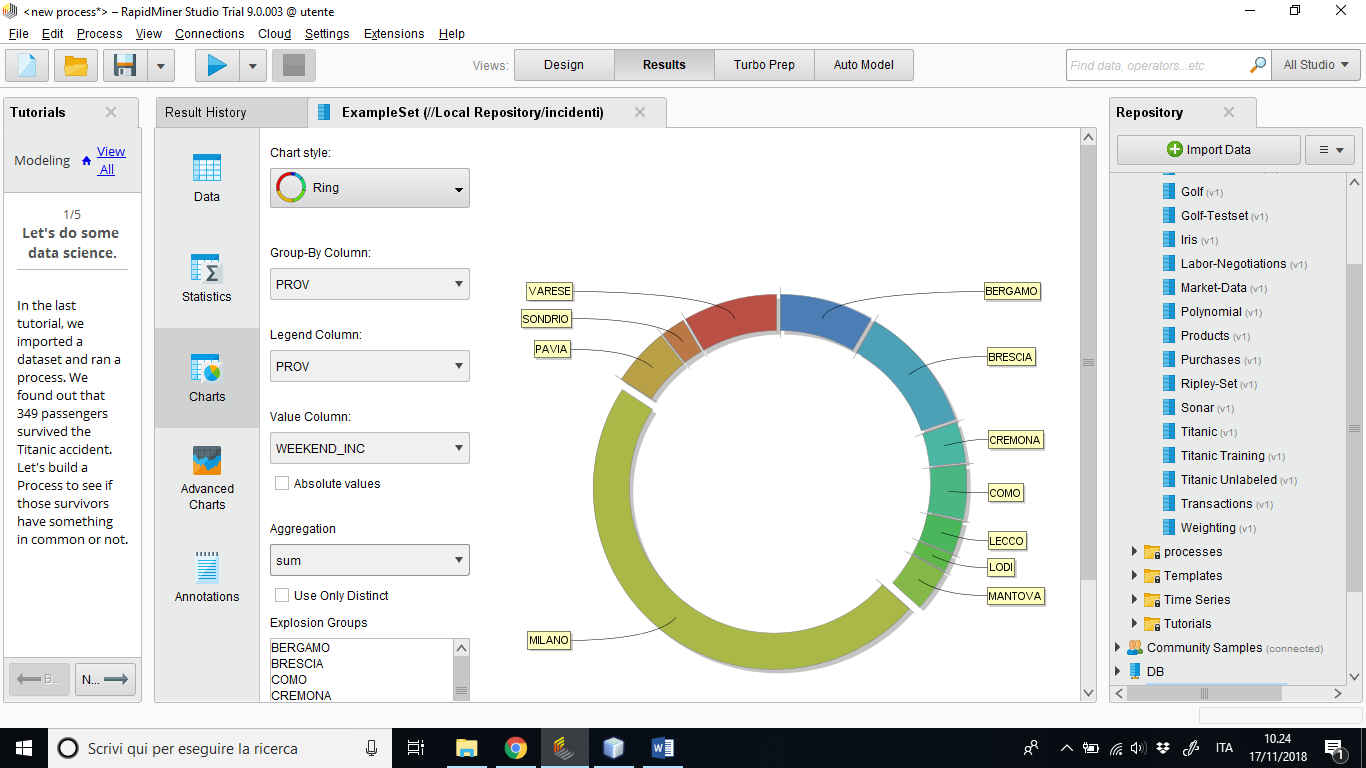 <new process*> – RapidMiner Studio Trial 9.0.003 @ utente
File Edit Process View Connections Cloud Settings Extensions Help
Views: Design Results Turbo Prep Auto Model
Find data, operators...etc
All Studio
Tutorials
Modeling View
All
1/5
Let's do some
data science.
In the last
tutorial, we
imported a
dataset and ran a
process. We
found out that
349 passengers
survived the
Titanic accident.
Let's build a
Process to see if
those survivors
have something
in common or not.
B...
N...
Result History
ExampleSet (//Local Repository/incidenti)
Data
Statistics
Charts
Advanced
Charts
Annotations
Chart style:
Ring
Group-By Column:
PROV
Legend Column:
PROV
Value Column:
WEEKEND_INC
Absolute values
Aggregation
sum
Use Only Distinct
Explosion Groups
BERGAMO
BRESCIA
COMO
CREMONA
VARESE
SONDRIO
PAVIA
MILANO
BERGAMO
BRESCIA
CREMONA
COMO
LECCO
LODI
MANTOVA
Repository
Import Data
Golf (v1)
Golf-Testset (v1)
Iris (v1)
Labor-Negotiations (v1)
Market-Data (v1)
Polynomial (v1)
Products (v1)
Purchases (v1)
Ripley-Set (v1)
Sonar (v1)
Titanic (v1)
Titanic Training (v1)
Titanic Unlabeled (v1)
Transactions (v1)
Weighting (v1)
processes
Templates
Time Series
Tutorials
Community Samples (connected)
DB
Scrivi qui per eseguire la ricerca
ITA
10.24
17/11/2018
1